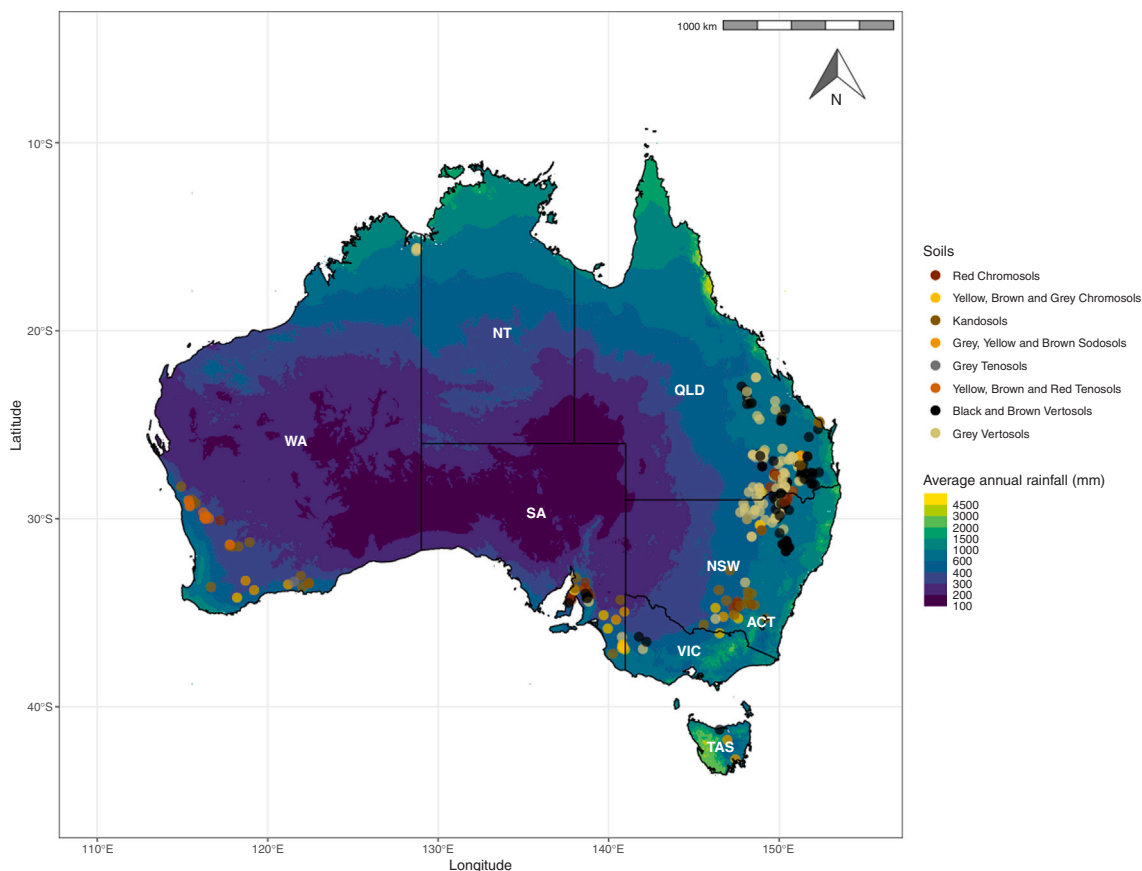 1000 km
N
10°S
20°S
30°S
40°S
Latitude
NT
QLD
WA
SA
NSW
ACT
VIC
TAS
110°E
120°E
130°E
140°E
150°E
Longitude
Soils
Red Chromosols
Yellow, Brown and Grey Chromosols
Kandosols
Grey, Yellow and Brown Sodosols
Grey Tenosols
Yellow, Brown and Red Tenosols
Black and Brown Vertosols
Grey Vertosols
Average annual rainfall (mm)
4500
3000
2000
1500
1000
600
400
300
200
100